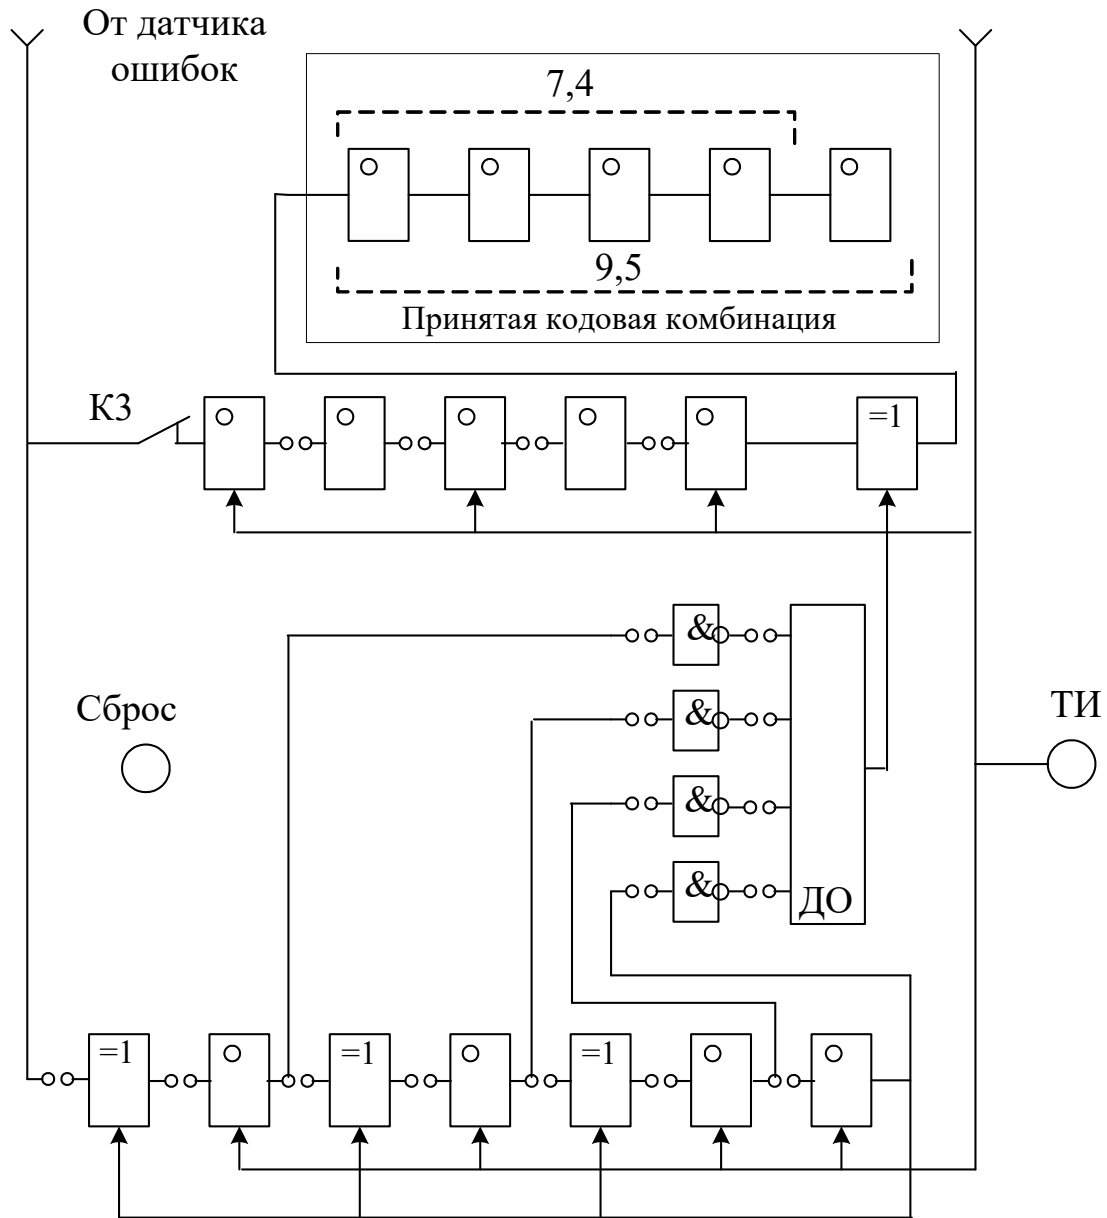 От датчика
ошибок
7,4
9,5
Принятая кодовая комбинация
К3
=1
&
Сброс
&
ТИ
&
&
ДО
=1
=1
=1